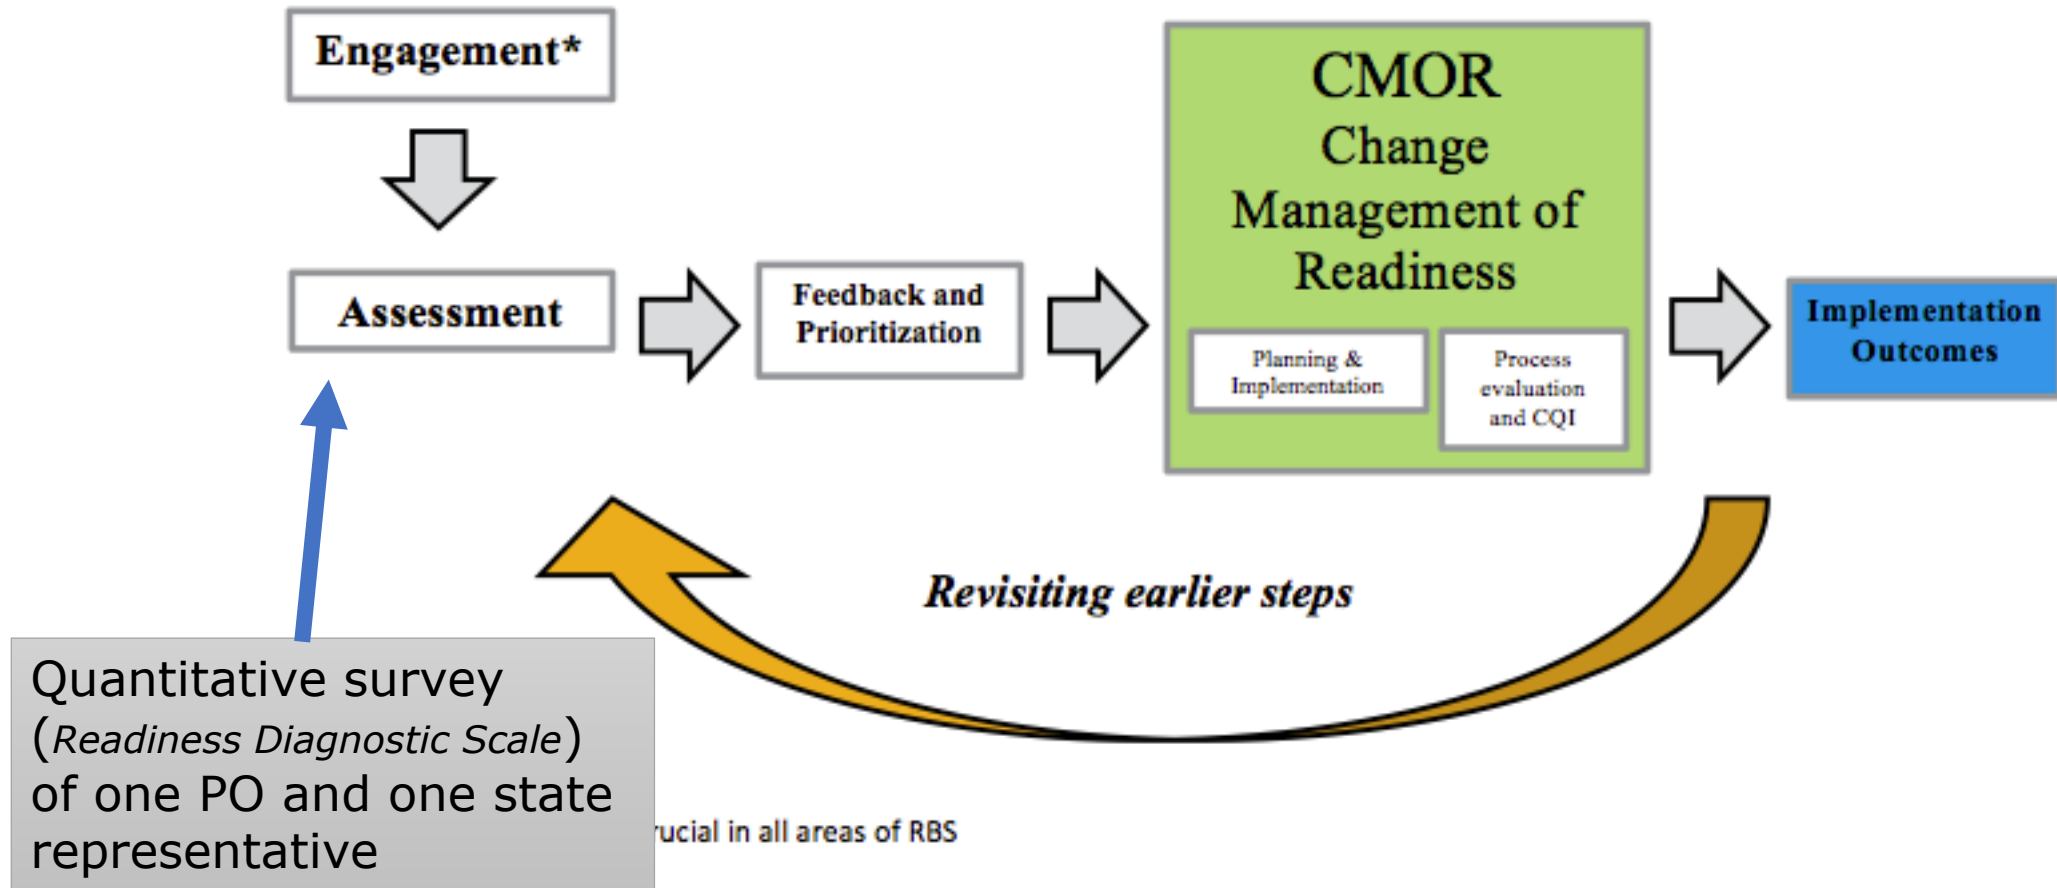 Engagement*
Assessment
Feedback and
Prioritization
CMOR
Change
Management of
Readiness
Planning &
Implementation
Process
evaluation
and CQI
Implementation
Outcomes
Revisiting earlier steps
Quantitative survey
(Readiness Diagnostic Scale)
of one PO and one state
representative
in all areas of RBS